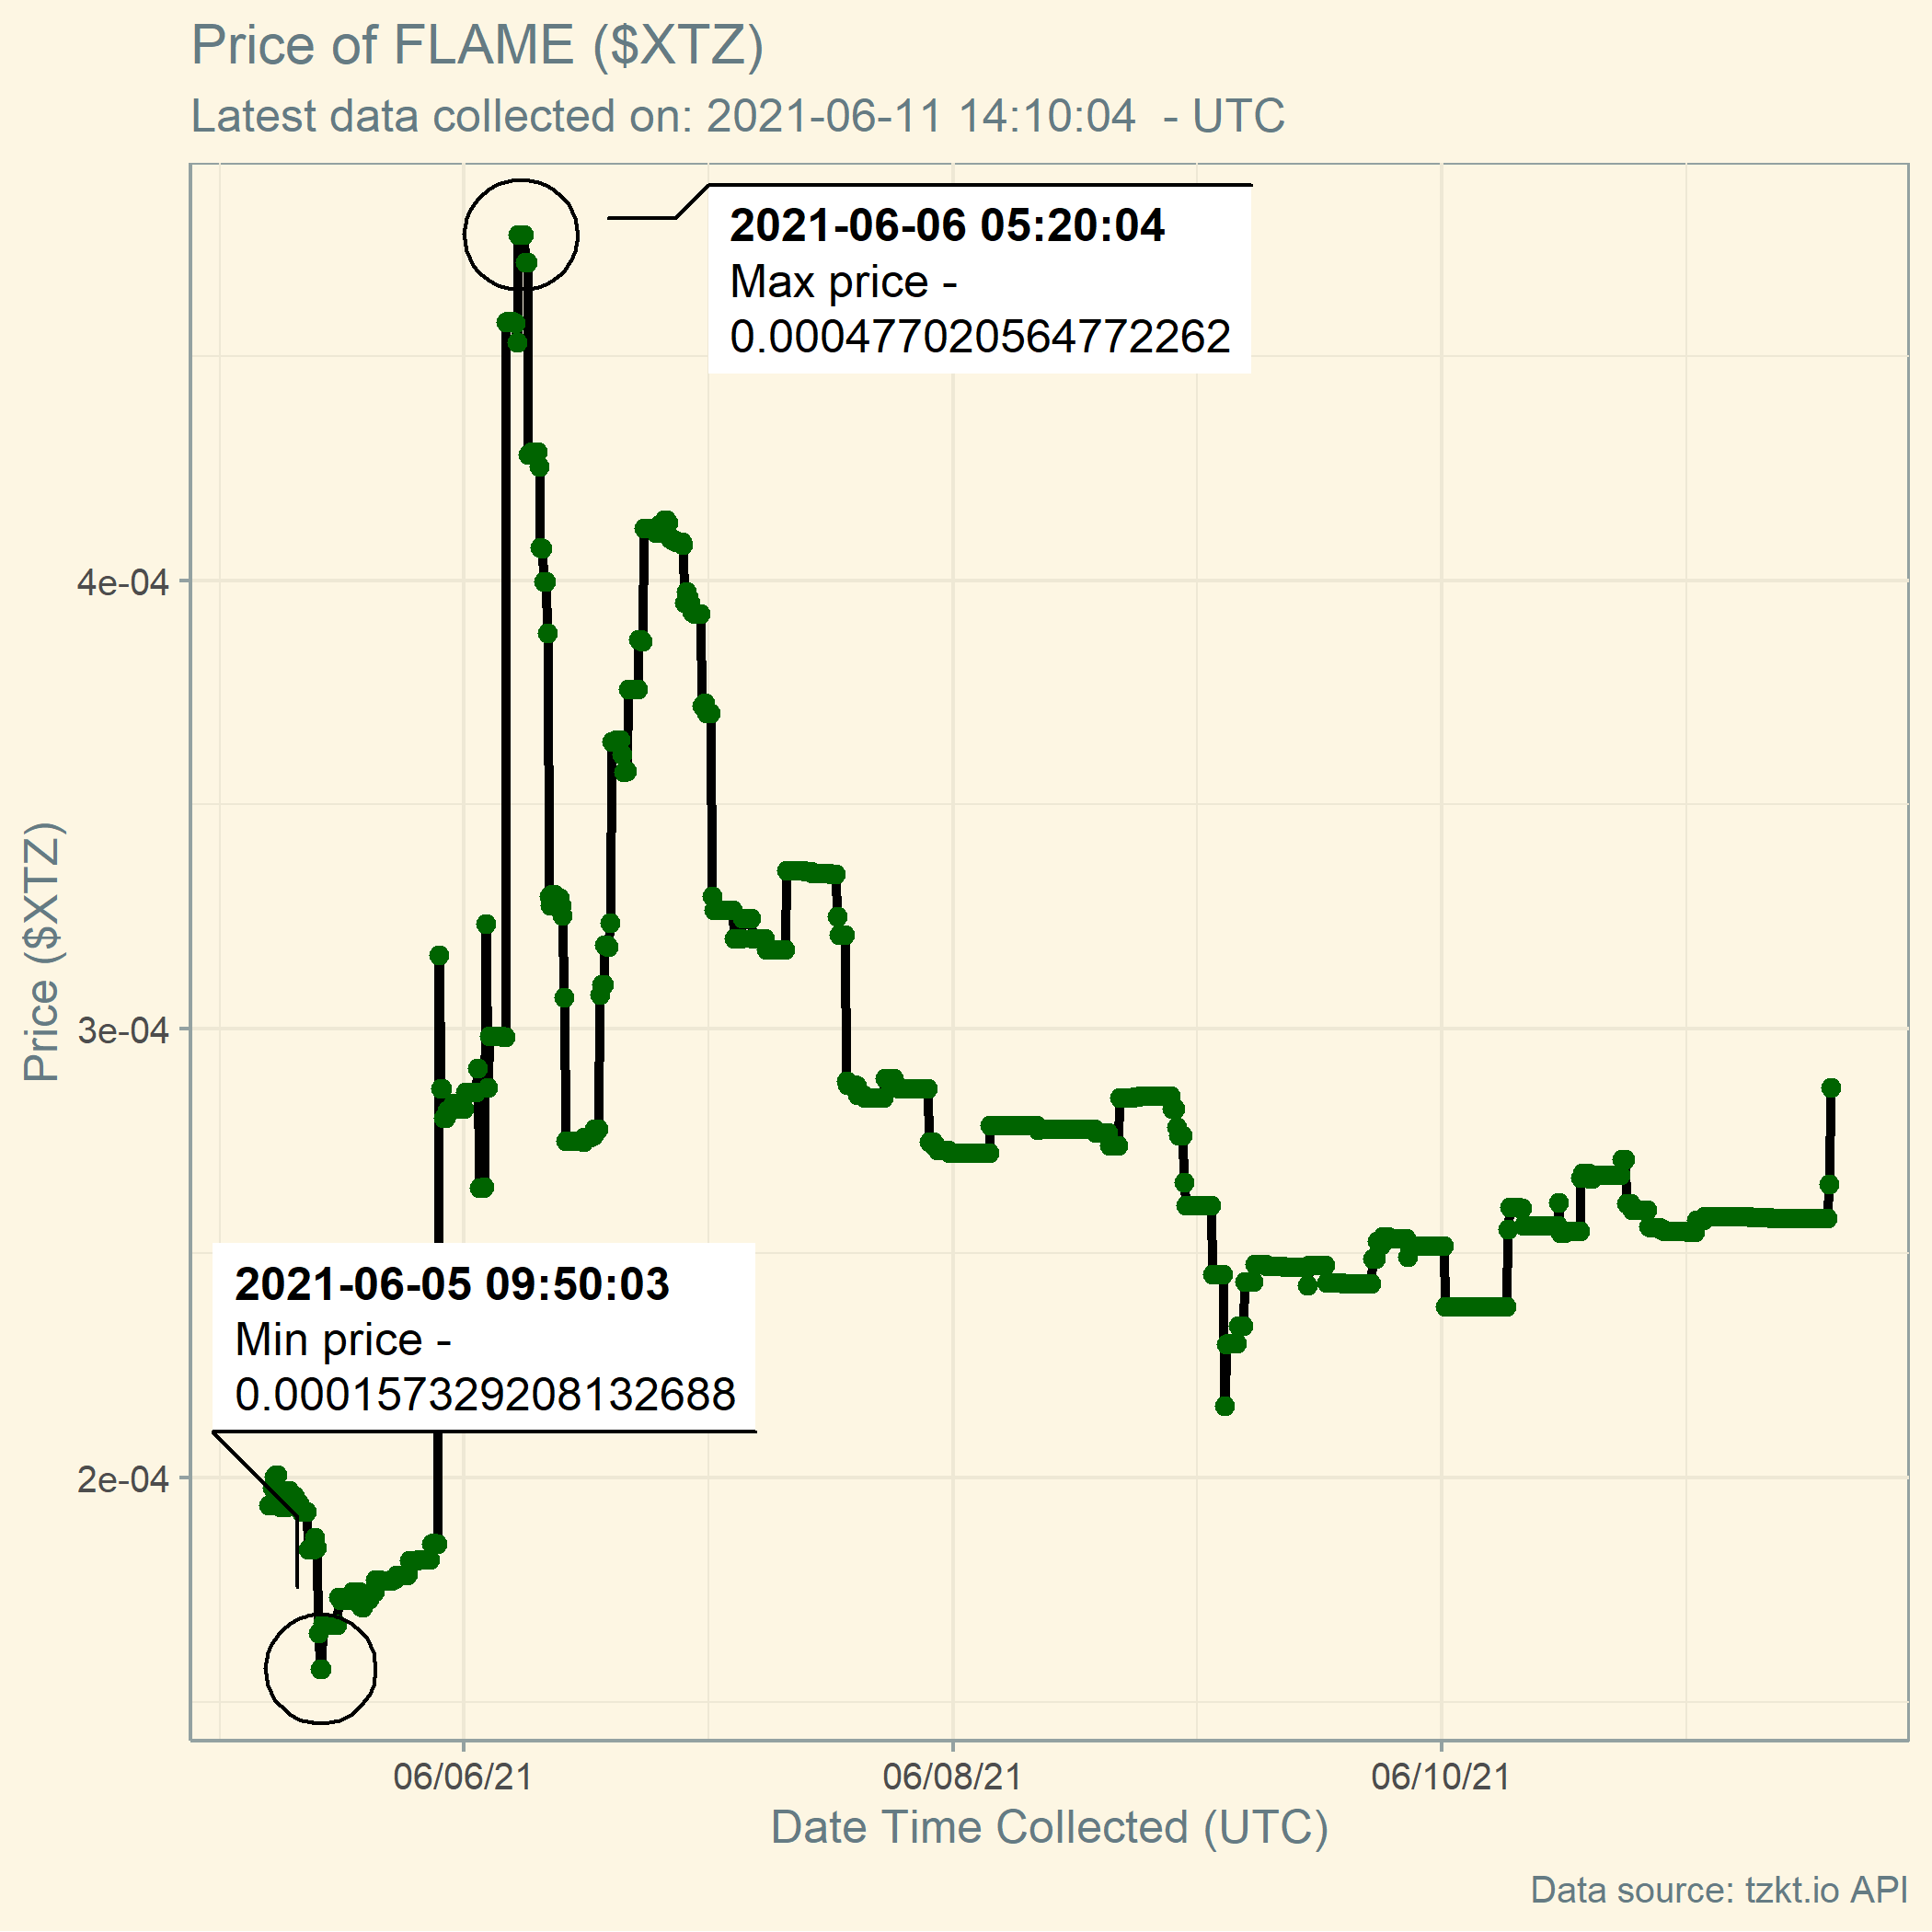 Price of FLAME ($XTZ)
Latest data collected on: 2021-06-11 14:10:04  - UTC
2021-06-06 05:20:04
Max price -
0.000477020564772262
4e-04
3e-04
2e-04
Price ($XTZ)
2021-06-05 09:50:03
Min price -
0.000157329208132688
06/06/21
06/08/21
06/10/21
Date Time Collected (UTC)
Data source: tzkt.io API